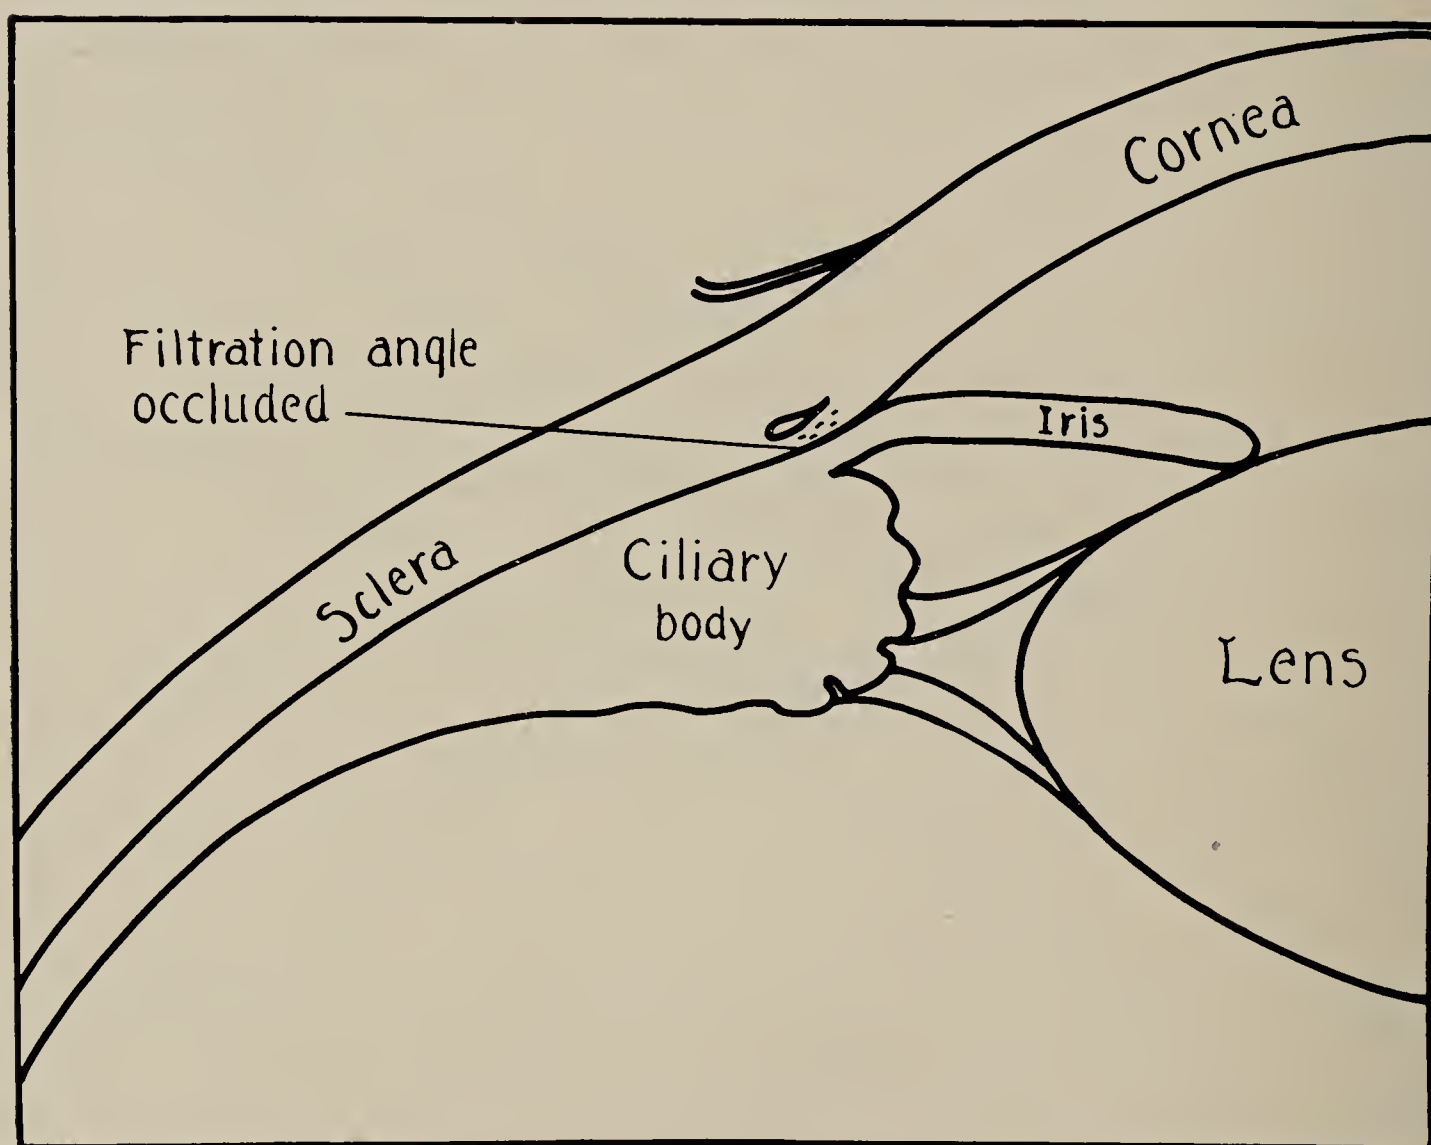 Cornea
Filtration angle
occluded
Iris
Sclera
Ciliary
body
Lens